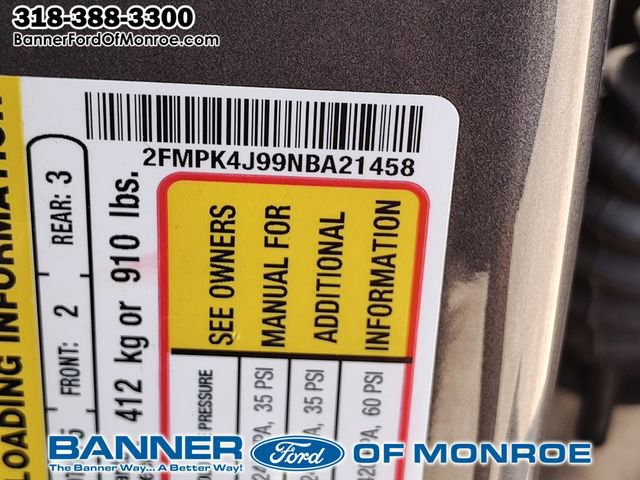 318-388-3300
BannerFordOfMonroe.com
2FMPK4J99NBA21458
LOADING INFORMATION
REAR: 3
FRONT: 2
412 kg or 910 lbs.
SEE OWNERS
MANUAL FOR
ADDITIONAL
INFORMATION
PRESSURE
35 PSI
35 PSI
60 PSI
BANNER Ford OF MONROE
The Banner Way... A Better Way!